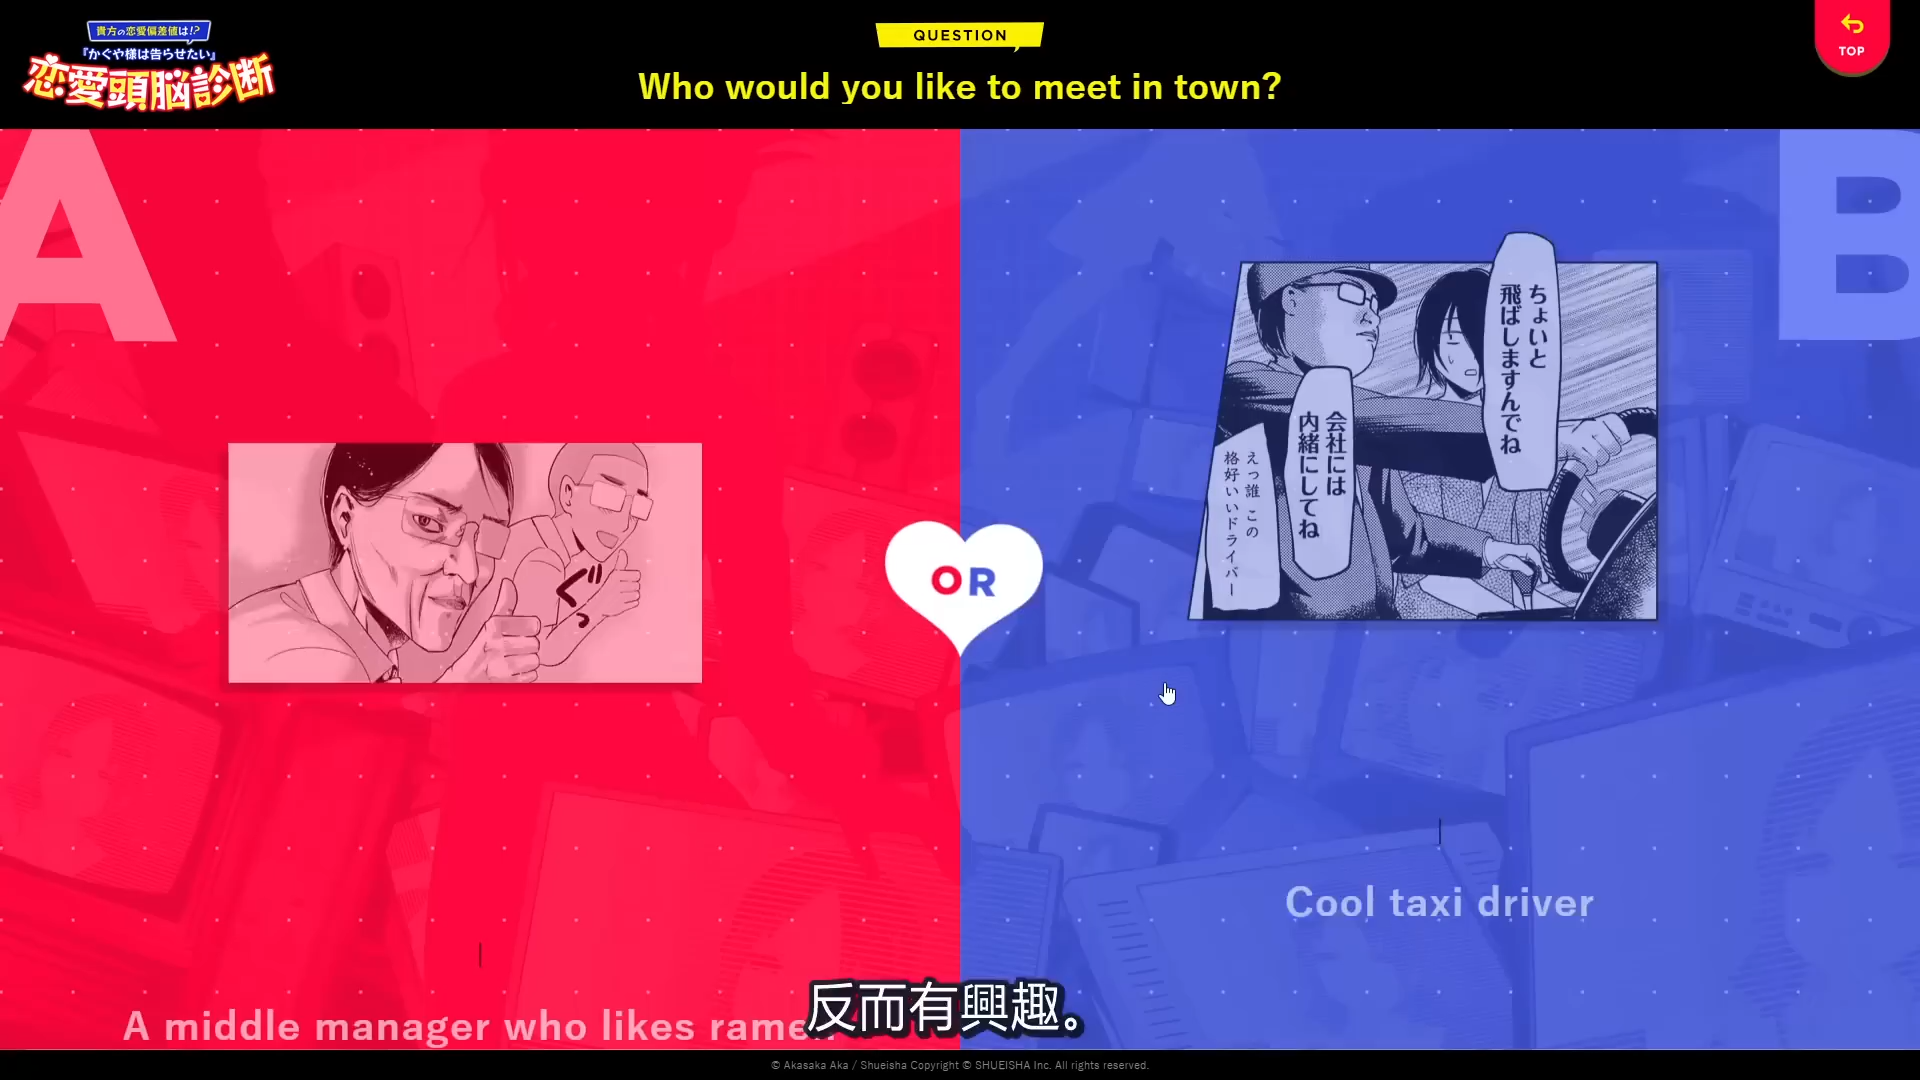 貴方の恋愛偏差値は!?
『かぐや様は告らせたい』
恋愛頭脳診断
QUESTION
Who would you like to meet in town?
TOP
A
B
ぐっ
OR
ちょいと
飛ばしますんでね
会社には
内緒にしてね
えっ誰 この
格好いいドライバー
Cool taxi driver
A middle manager who likes ramen
反而有興趣。
© Akasaka Aka / Shueisha Copyright © SHUEISHA Inc. All rights reserved.